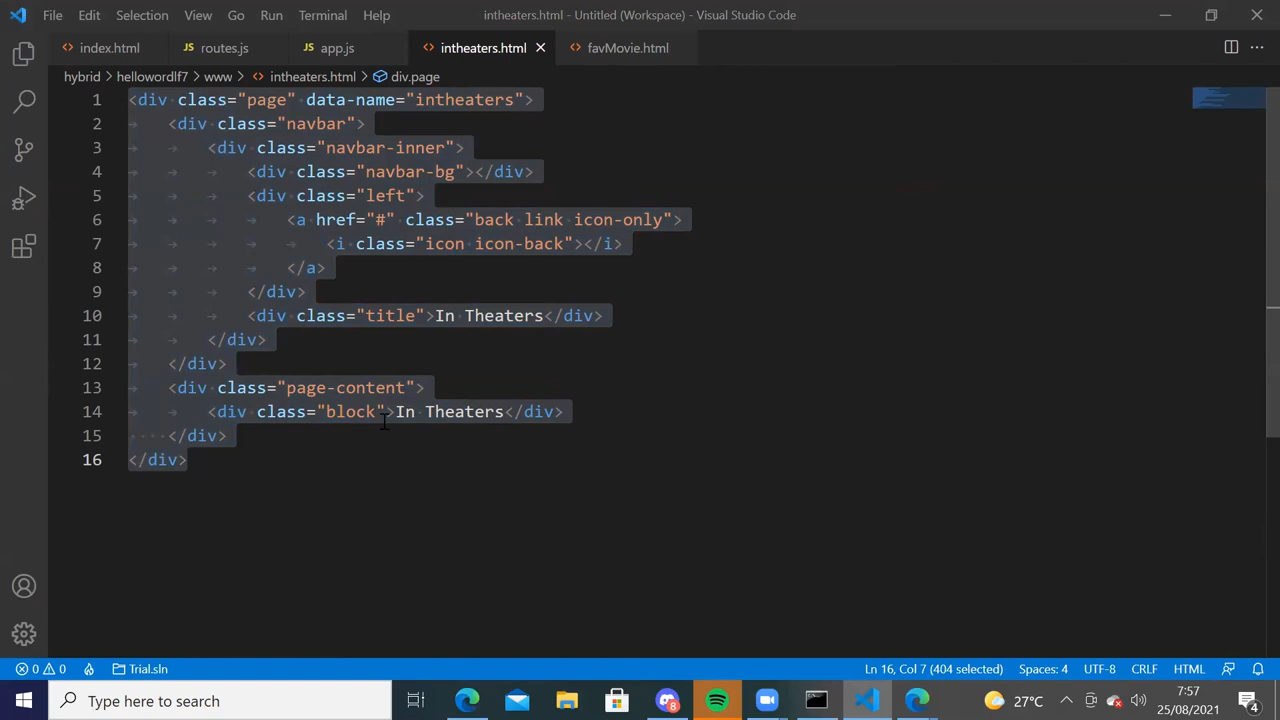 File Edit Selection View Go Run Terminal Help intheaters.html - Untitled (Workspace) - Visual Studio Code
index.html JS routes.js JS app.js intheaters.html favMovie.html
hybrid > hellowordlf7 > www > intheaters.html > div.page
1 <div class="page" data-name="intheaters">
2 <div class="navbar">
3 <div class="navbar-inner">
4 <div class="navbar-bg"></div>
5 <div class="left">
6 <a href="#" class="back link icon-only">
7 <i class="icon icon-back"></i>
8 </a>
9 </div>
10 <div class="title">In Theaters</div>
11 </div>
12 </div>
13 <div class="page-content">
14 <div class="block">In Theaters</div>
15 </div>
16 </div>
0 0 Trial.sln Ln 16, Col 7 (404 selected) Spaces: 4 UTF-8 CRLF HTML
Type here to search 8 27°C 7:57 4
25/08/2021